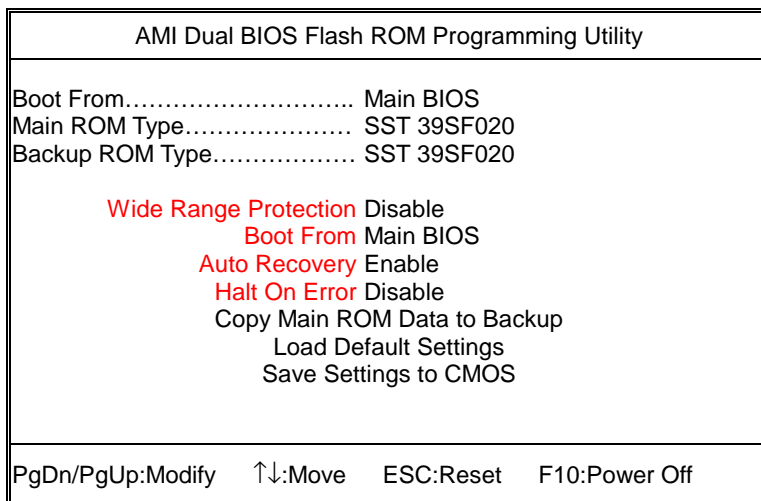 AMI Dual BIOS Flash ROM Programming Utility
Boot From……………………….. Main BIOS
Main ROM Type………………… SST 39SF020
Backup ROM Type……………… SST 39SF020
Wide Range Protection Disable
Boot From Main BIOS
Auto Recovery Enable
Halt On Error Disable
Copy Main ROM Data to Backup
Load Default Settings
Save Settings to CMOS
PgDn/PgUp:Modify ↑↓:Move ESC:Reset F10:Power Off